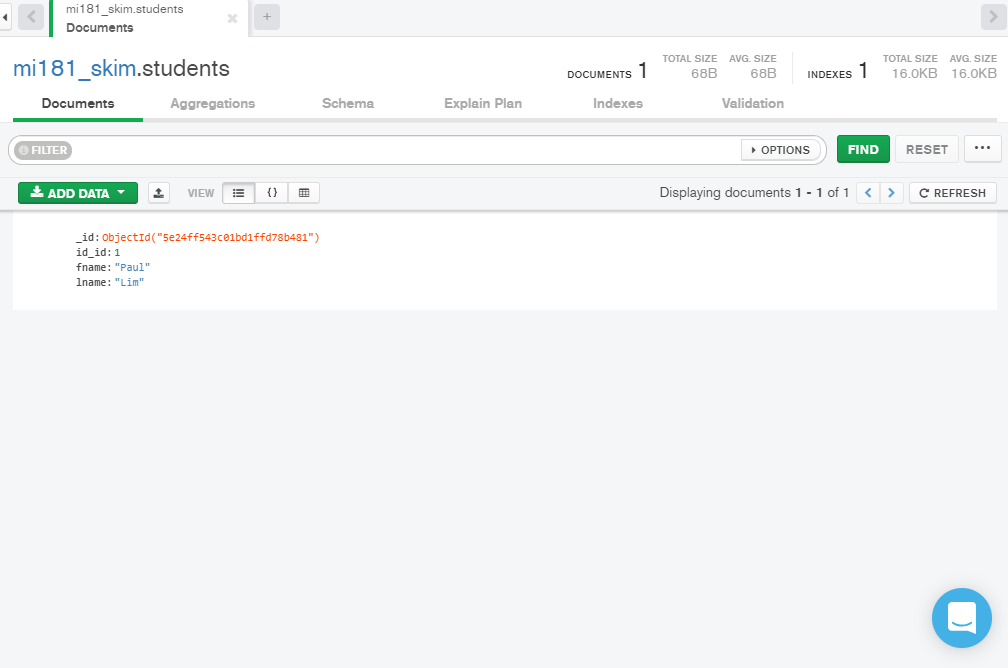 mi181_skim.students
Documents
mi181_skim.students
DOCUMENTS 1 TOTAL SIZE 68B AVG. SIZE 68B INDEXES 1 TOTAL SIZE 16.0KB AVG. SIZE 16.0KB
Documents Aggregations Schema Explain Plan Indexes Validation
FILTER OPTIONS FIND RESET ...
ADD DATA VIEW {} Displaying documents 1 - 1 of 1 < > REFRESH
_id:ObjectId("5e24ff543c01bd1ffd78b481")
id_id:1
fname:"Paul"
lname:"Lim"